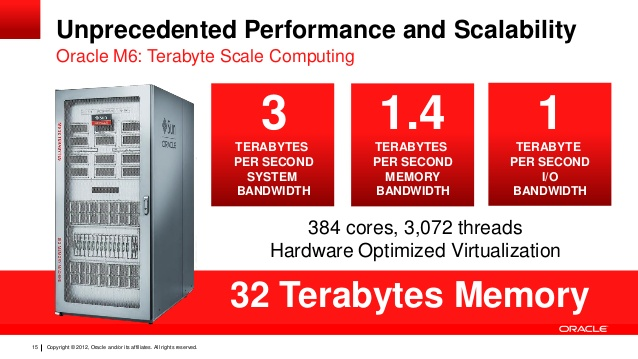 Unprecedented Performance and Scalability
Oracle M6: Terabyte Scale Computing
Sun
ORACLE
3
TERABYTES
PER SECOND
SYSTEM
BANDWIDTH
1.4
TERABYTES
PER SECOND
MEMORY
BANDWIDTH
1
TERABYTE
PER SECOND
I/O
BANDWIDTH
384 cores, 3,072 threads
Hardware Optimized Virtualization
32 Terabytes Memory
ORACLE
15 | Copyright © 2012, Oracle and/or its affiliates. All rights reserved.